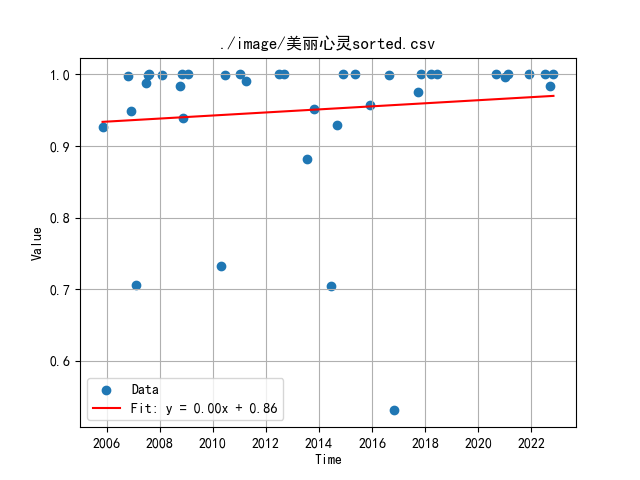 ./image/美丽心灵sorted.csv
1.0
0.9
0.8
0.7
0.6
Value
Data
Fit: y = 0.00x + 0.86
2006 2008 2010 2012 2014 2016 2018 2020 2022
Time